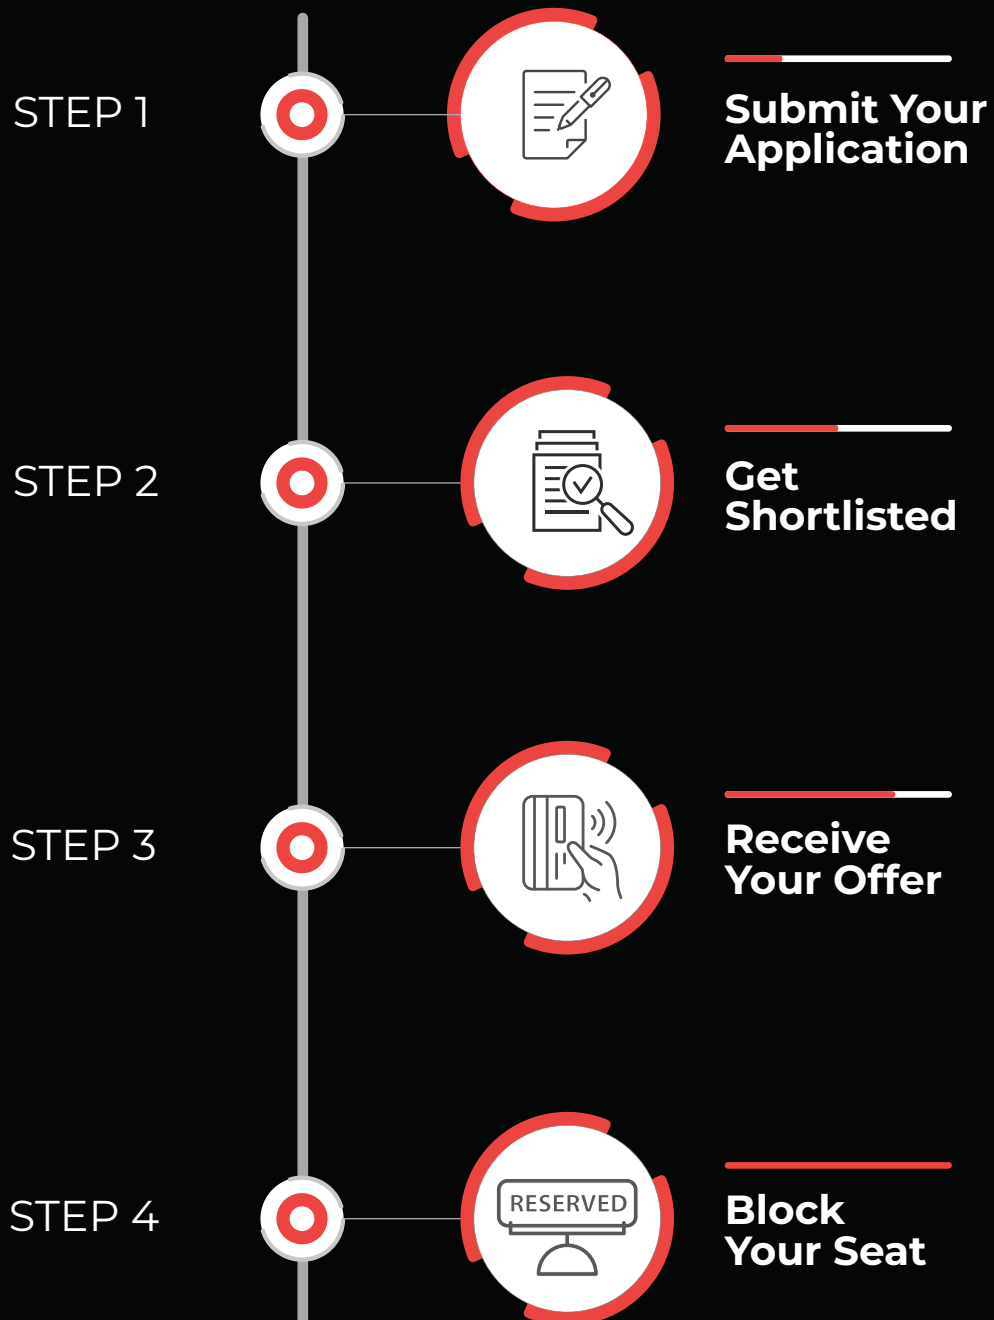 STEP 1
Submit Your
Application
STEP 2
Get
Shortlisted
STEP 3
Receive
Your Offer
STEP 4
RESERVED
Block
Your Seat